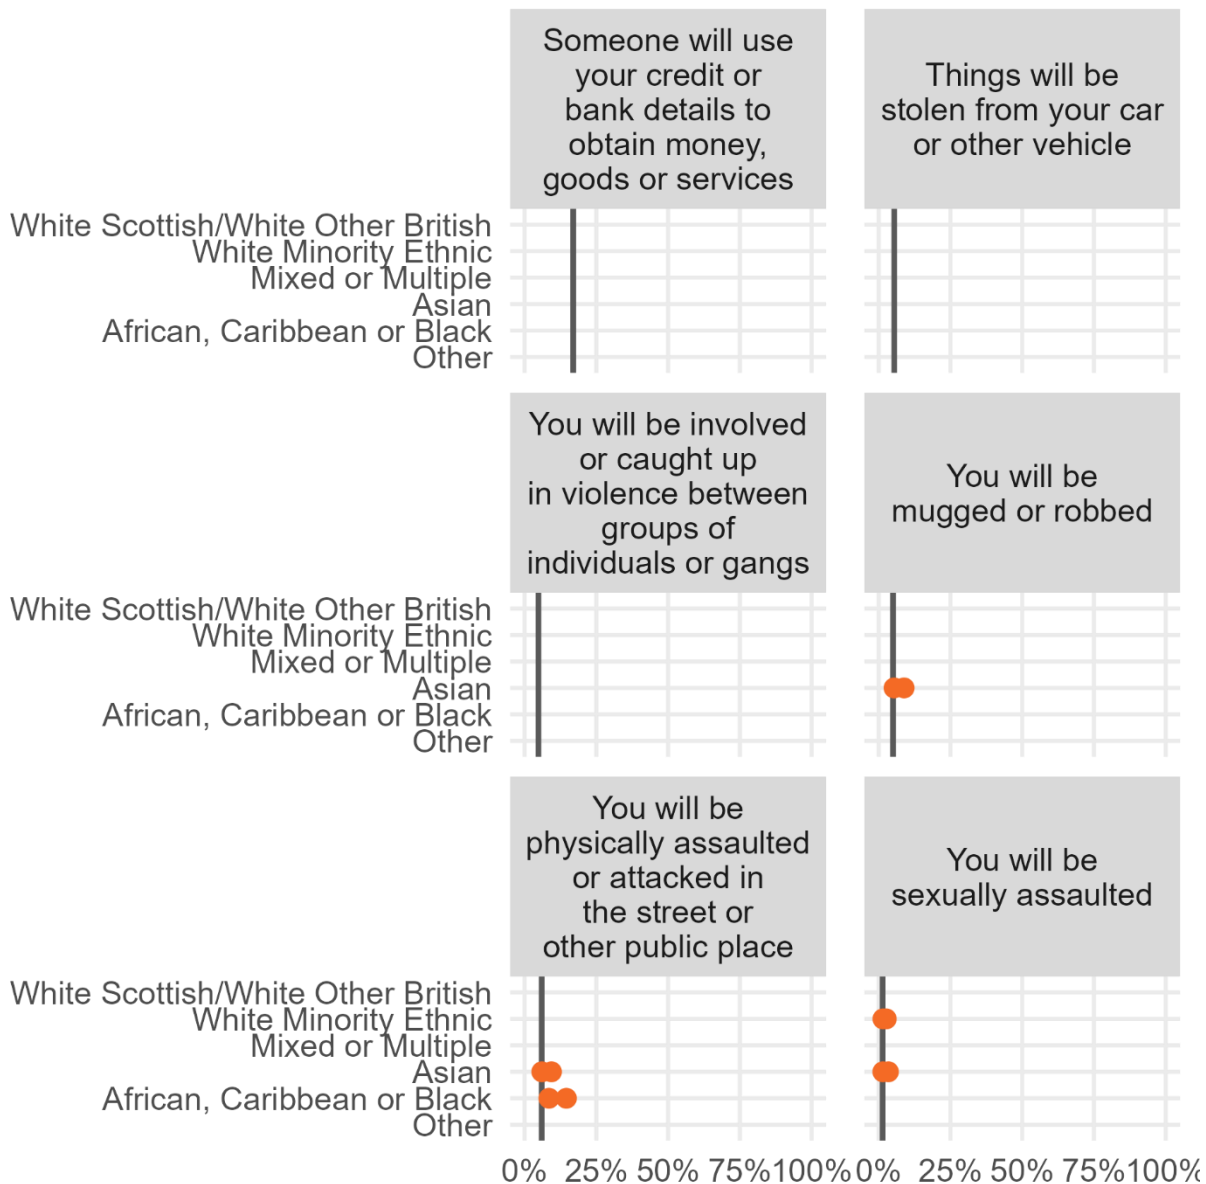 Someone will use
your credit or
bank details to
obtain money,
goods or services
Things will be
stolen from your car
or other vehicle
White Scottish/White Other British
White Minority Ethnic
Mixed or Multiple
Asian
African, Caribbean or Black
Other
You will be involved
or caught up
in violence between
groups of
individuals or gangs
You will be
mugged or robbed
White Scottish/White Other British
White Minority Ethnic
Mixed or Multiple
Asian
African, Caribbean or Black
Other
You will be
physically assaulted
or attacked in
the street or
other public place
You will be
sexually assaulted
White Scottish/White Other British
White Minority Ethnic
Mixed or Multiple
Asian
African, Caribbean or Black
Other
0% 25% 50% 75% 100% 0% 25% 50% 75% 100%